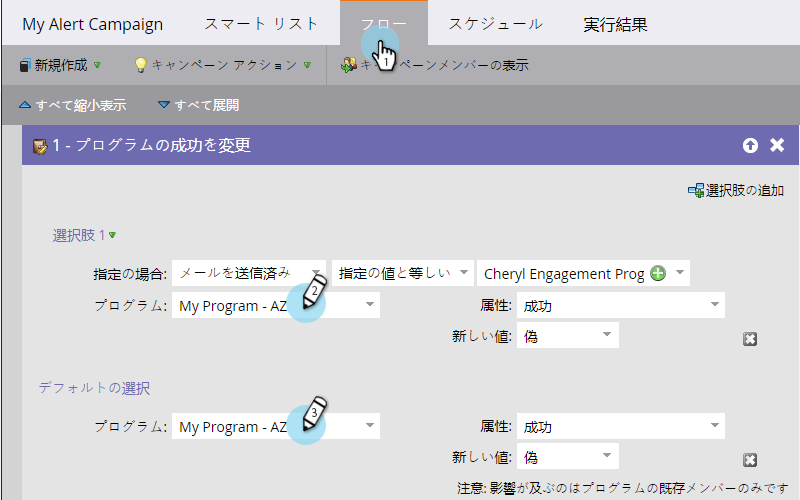 My Alert Campaign スマート リスト フロー スケジュール 実行結果
1
新規作成 キャンペーン アクション キャンペーンメンバーの表示
すべて縮小表示 すべて展開
1 - プログラムの成功を変更
選択肢の追加
選択肢 1
指定の場合: メールを送信済み 指定の値と等しい Cheryl Engagement Prog
2
プログラム: My Program - AZ 属性: 成功
新しい値: 偽
デフォルトの選択
3
プログラム: My Program - AZ 属性: 成功
新しい値: 偽
注意: 影響が及ぶのはプログラムの既存メンバーのみです